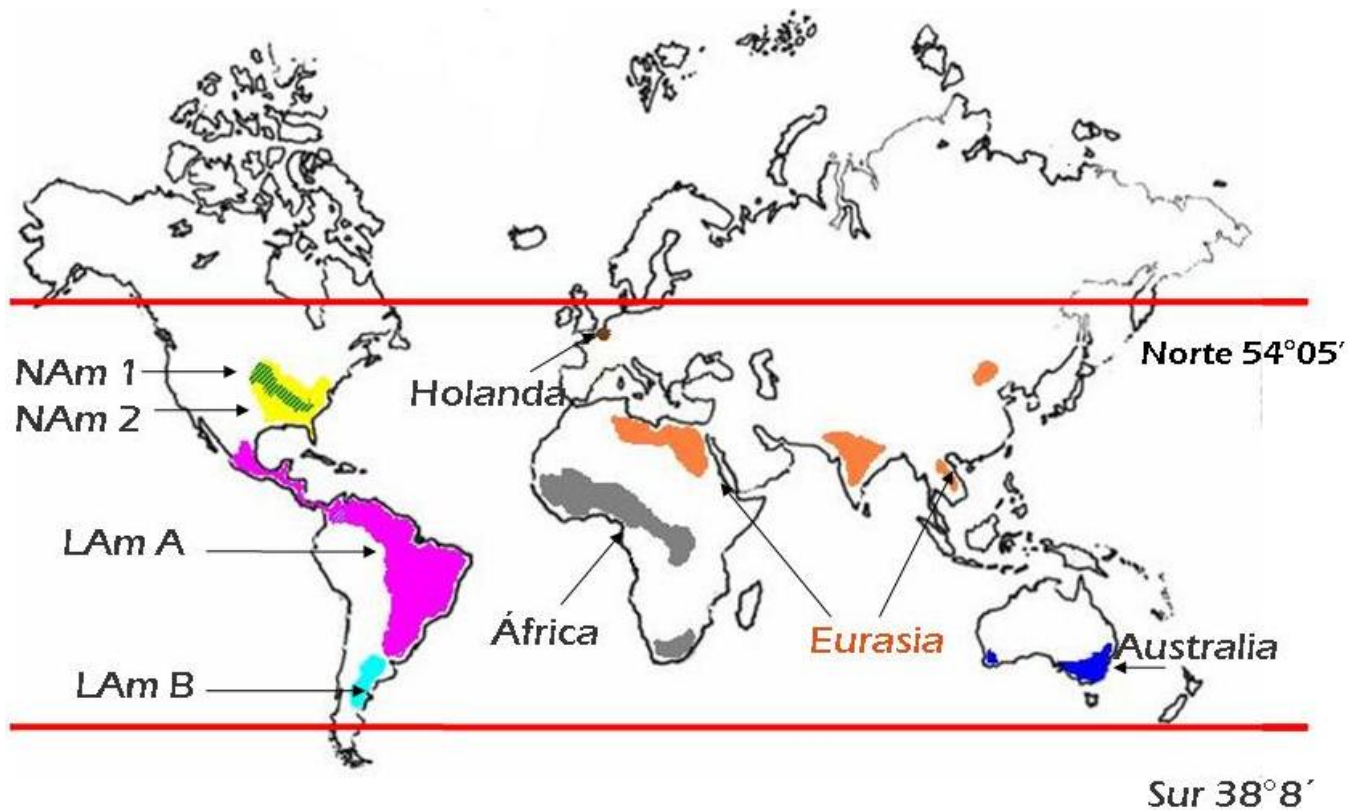 Norte 54°05´
NAm 1
NAm 2
Holanda
LAm A
África
Eurasia
Australia
LAm B
Sur 38°8´